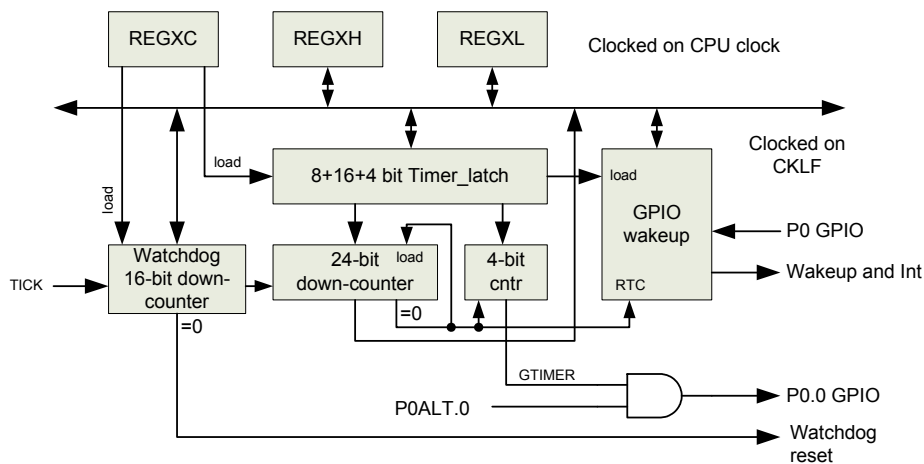 REGXC
REGXH
REGXL
Clocked on CPU clock
Clocked on
CKLF
load
load
8+16+4 bit Timer_latch
load
GPIO
wakeup
RTC
P0 GPIO
Wakeup and Int
TICK
Watchdog
16-bit down-
counter
=0
24-bit
down-counter
load
=0
4-bit
cntr
GTIMER
P0ALT.0
P0.0 GPIO
Watchdog
reset